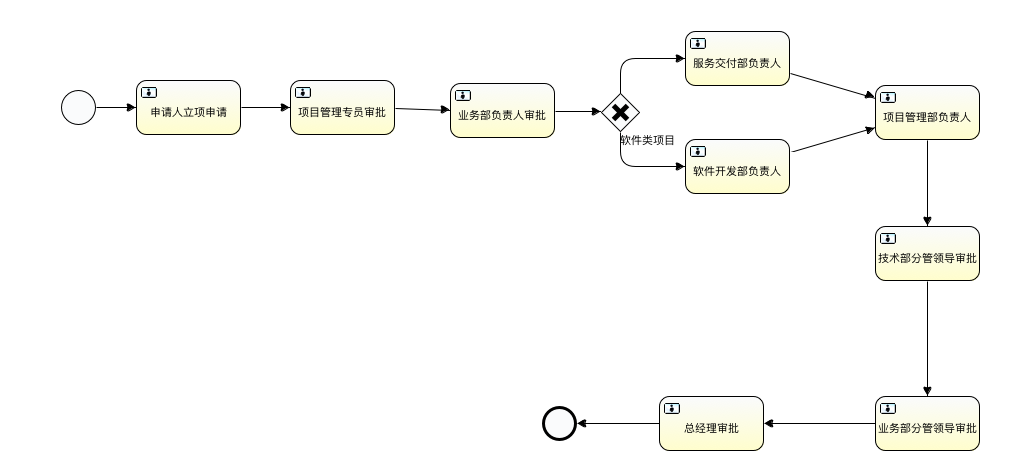 申请人立项申请
项目管理专员审批
业务部负责人审批
服务交付部负责人
软件类项目
软件开发部负责人
项目管理部负责人
技术部分管领导审批
业务部分管领导审批
总经理审批